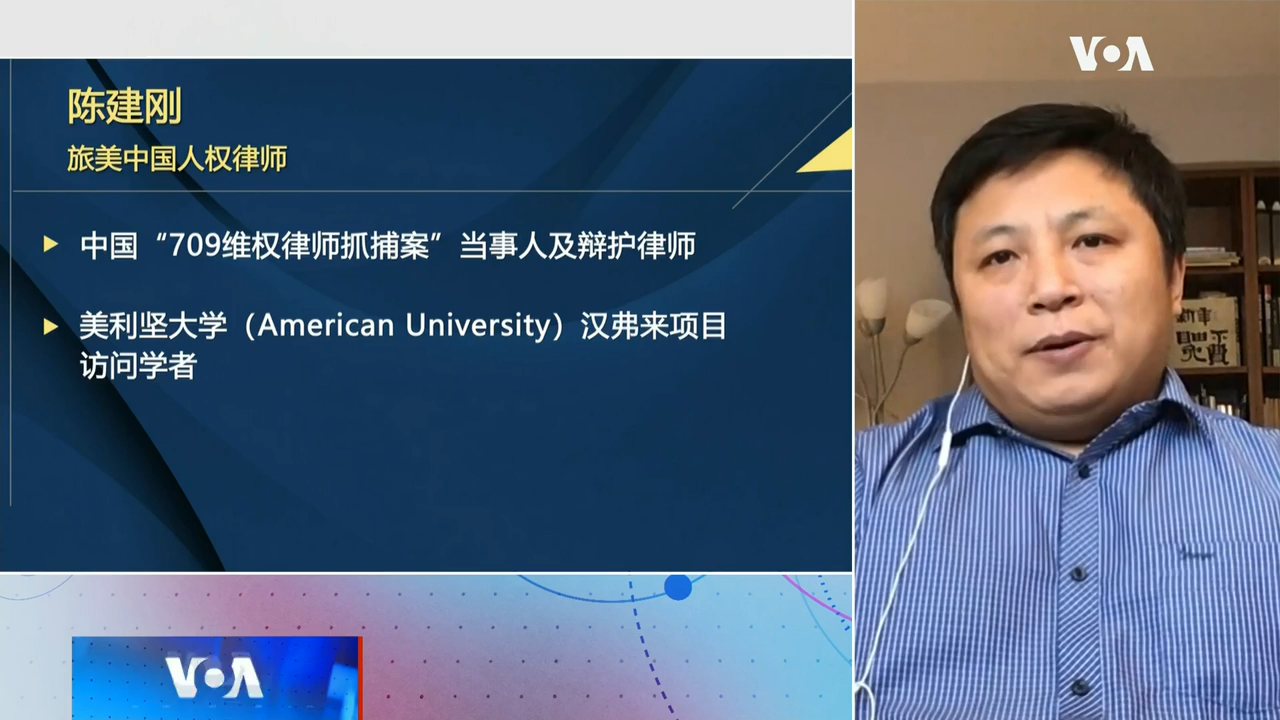 陈建刚
旅美中国人权律师
中国“709维权律师抓捕案”当事人及辩护律师
美利坚大学（American University）汉弗来项目
访问学者
VOA
VOA